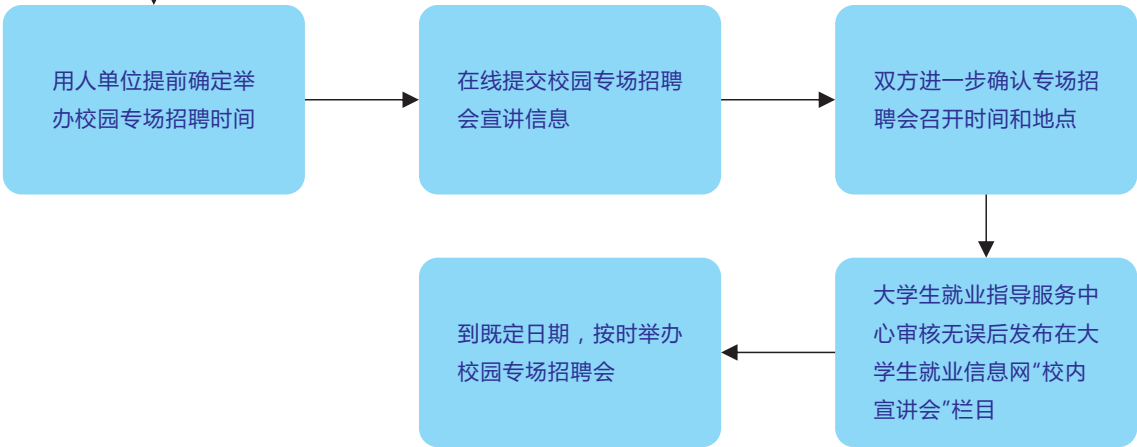 用人单位提前确定举
办校园专场招聘时间
在线提交校园专场招聘
会宣讲信息
双方进一步确认专场招
聘会召开时间和地点
大学生就业指导服务中
心审核无误后发布在大
学生就业信息网“校内
宣讲会”栏目
到既定日期，按时举办
校园专场招聘会